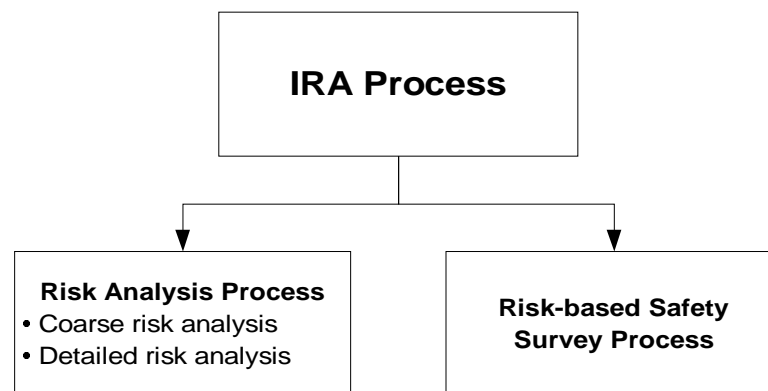 IRA Process
Risk Analysis Process
• Coarse risk analysis
• Detailed risk analysis
Risk-based Safety
Survey Process